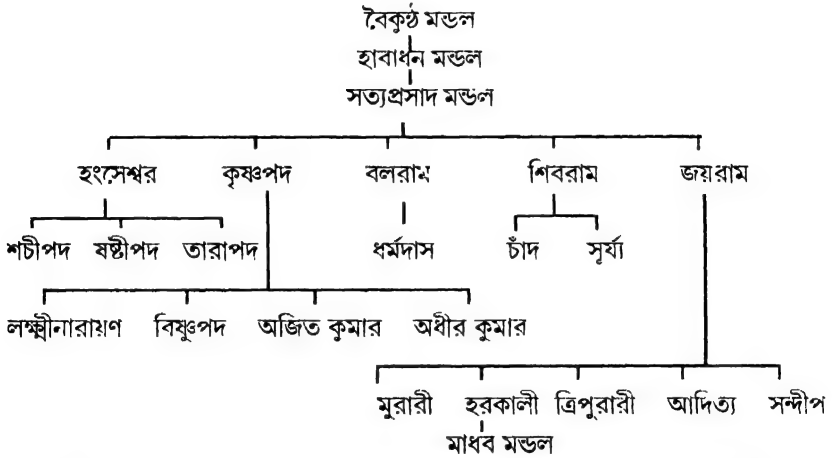 বৈকুণ্ঠ মন্ডল
হাবাধন মন্ডল
সত্যপ্রসাদ মন্ডল
হংসেশ্বর কৃষ্ণপদ বলরাম শিবরাম জয়রাম
শচীপদ ষষ্টীপদ তারাপদ ধর্মদাস চাঁদ সূর্য্য
লক্ষ্মীনারায়ণ বিষ্ণুপদ অজিত কুমার অধীর কুমার
মুরারী হরকালী ত্রিপুরারী আদিত্য সন্দীপ
মাধব মন্ডল